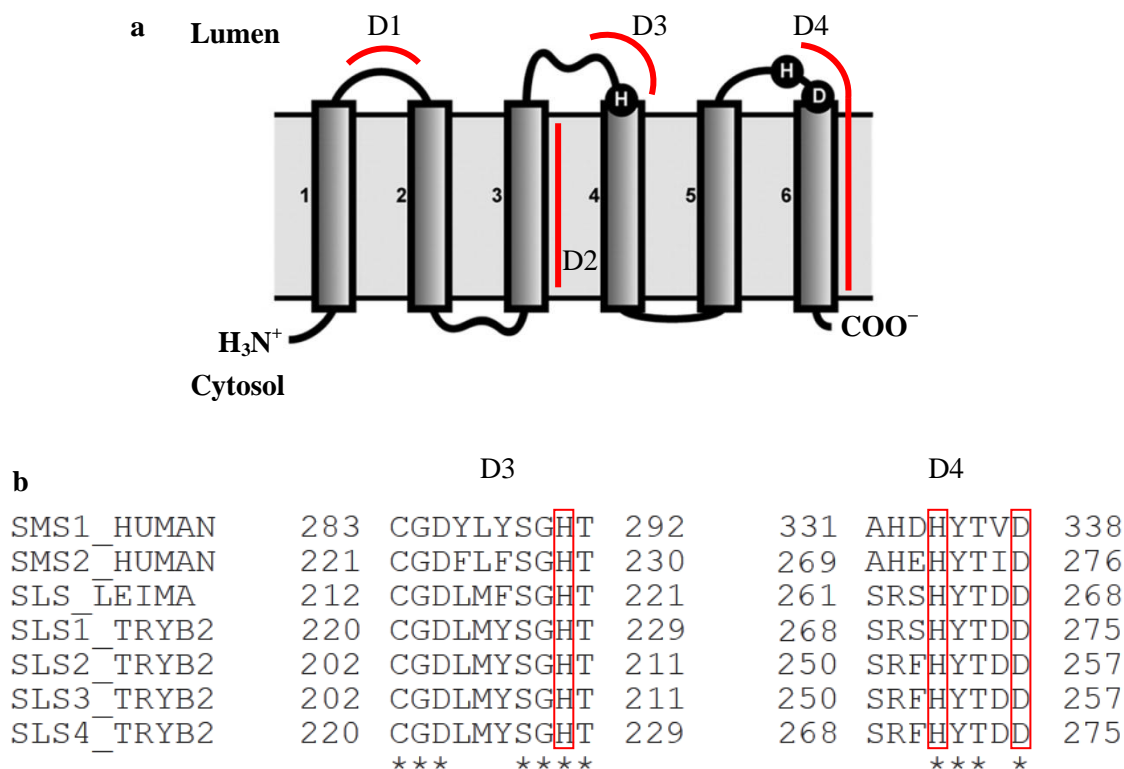 a Lumen D1 D3 D4
H H D
1 2 3 4 5 6
D2
H₃N⁺ COO⁻
Cytosol
b D3 D4
SMS1_HUMAN 283 CGDYLYSGHT 292 331 AHDHYTVD 338
SMS2_HUMAN 221 CGDFLFSGHT 230 269 AHEHYTID 276
SLS_LEIMA 212 CGDLMFSGHT 221 261 SRSHYTDD 268
SLS1_TRYB2 220 CGDLMYSGHT 229 268 SRSHYTDD 275
SLS2_TRYB2 202 CGDLMYSGHT 211 250 SRFHYTDD 257
SLS3_TRYB2 202 CGDLMYSGHT 211 250 SRFHYTDD 257
SLS4_TRYB2 220 CGDLMYSGHT 229 268 SRFHYTDD 275
*** **** *** *